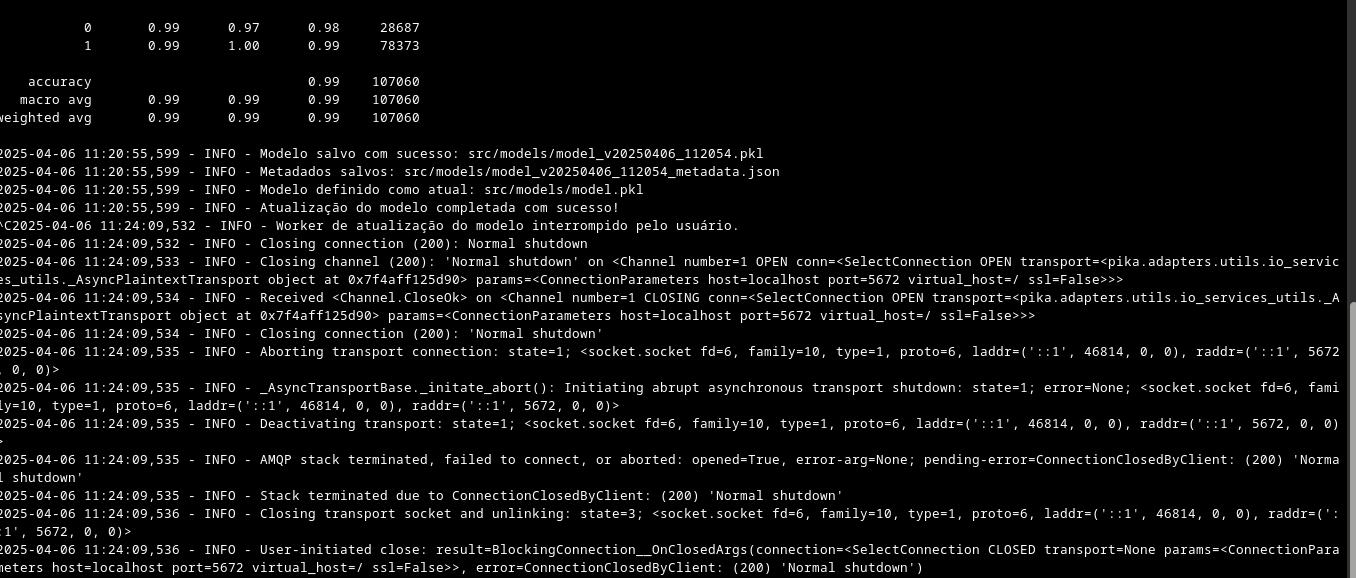 0 0.99 0.97 0.98 28687
1 0.99 1.00 0.99 78373
accuracy 0.99 107060
macro avg 0.99 0.99 0.99 107060
weighted avg 0.99 0.99 0.99 107060
2025-04-06 11:20:55,599 - INFO - Modelo salvo com sucesso: src/models/model_v20250406_112054.pkl
2025-04-06 11:20:55,599 - INFO - Metadados salvos: src/models/model_v20250406_112054_metadata.json
2025-04-06 11:20:55,599 - INFO - Modelo definido como atual: src/models/model.pkl
2025-04-06 11:20:55,599 - INFO - Atualização do modelo completada com sucesso!
^C2025-04-06 11:24:09,532 - INFO - Worker de atualização do modelo interrompido pelo usuário.
2025-04-06 11:24:09,532 - INFO - Closing connection (200): Normal shutdown
2025-04-06 11:24:09,533 - INFO - Closing channel (200): 'Normal shutdown' on <Channel number=1 OPEN conn=<SelectConnection OPEN transport=<pika.adapters.utils.io_servic
es_utils._AsyncPlaintextTransport object at 0x7f4aff125d90> params=<ConnectionParameters host=localhost port=5672 virtual_host=/ ssl=False>>>
2025-04-06 11:24:09,534 - INFO - Received <Channel.CloseOk> on <Channel number=1 CLOSING conn=<SelectConnection OPEN transport=<pika.adapters.utils.io_services_utils._A
syncPlaintextTransport object at 0x7f4aff125d90> params=<ConnectionParameters host=localhost port=5672 virtual_host=/ ssl=False>>>
2025-04-06 11:24:09,534 - INFO - Closing connection (200): 'Normal shutdown'
2025-04-06 11:24:09,535 - INFO - Aborting transport connection: state=1; <socket.socket fd=6, family=10, type=1, proto=6, laddr=('::1', 46814, 0, 0), raddr=('::1', 5672
, 0, 0)>
2025-04-06 11:24:09,535 - INFO - _AsyncTransportBase._initate_abort(): Initiating abrupt asynchronous transport shutdown: state=1; error=None; <socket.socket fd=6, fami
ly=10, type=1, proto=6, laddr=('::1', 46814, 0, 0), raddr=('::1', 5672, 0, 0)>
2025-04-06 11:24:09,535 - INFO - Deactivating transport: state=1; <socket.socket fd=6, family=10, type=1, proto=6, laddr=('::1', 46814, 0, 0), raddr=('::1', 5672, 0, 0)
>
2025-04-06 11:24:09,535 - INFO - AMQP stack terminated, failed to connect, or aborted: opened=True, error-arg=None; pending-error=ConnectionClosedByClient: (200) 'Norma
l shutdown'
2025-04-06 11:24:09,535 - INFO - Stack terminated due to ConnectionClosedByClient: (200) 'Normal shutdown'
2025-04-06 11:24:09,536 - INFO - Closing transport socket and unlinking: state=3; <socket.socket fd=6, family=10, type=1, proto=6, laddr=('::1', 46814, 0, 0), raddr=(':
:1', 5672, 0, 0)>
2025-04-06 11:24:09,536 - INFO - User-initiated close: result=BlockingConnection__OnClosedArgs(connection=<SelectConnection CLOSED transport=None params=<ConnectionPara
meters host=localhost port=5672 virtual_host=/ ssl=False>>, error=ConnectionClosedByClient: (200) 'Normal shutdown')